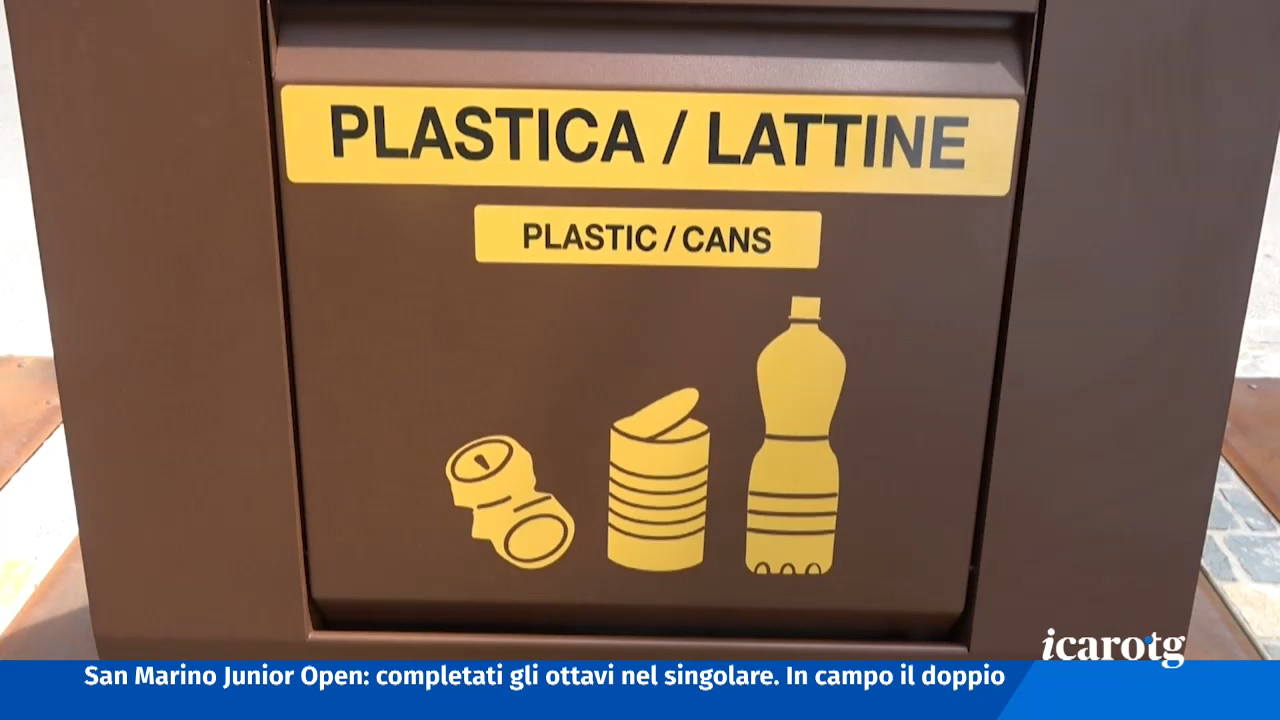 PLASTICA / LATTINE
PLASTIC / CANS
icarotg
San Marino Junior Open: completati gli ottavi nel singolare. In campo il doppio